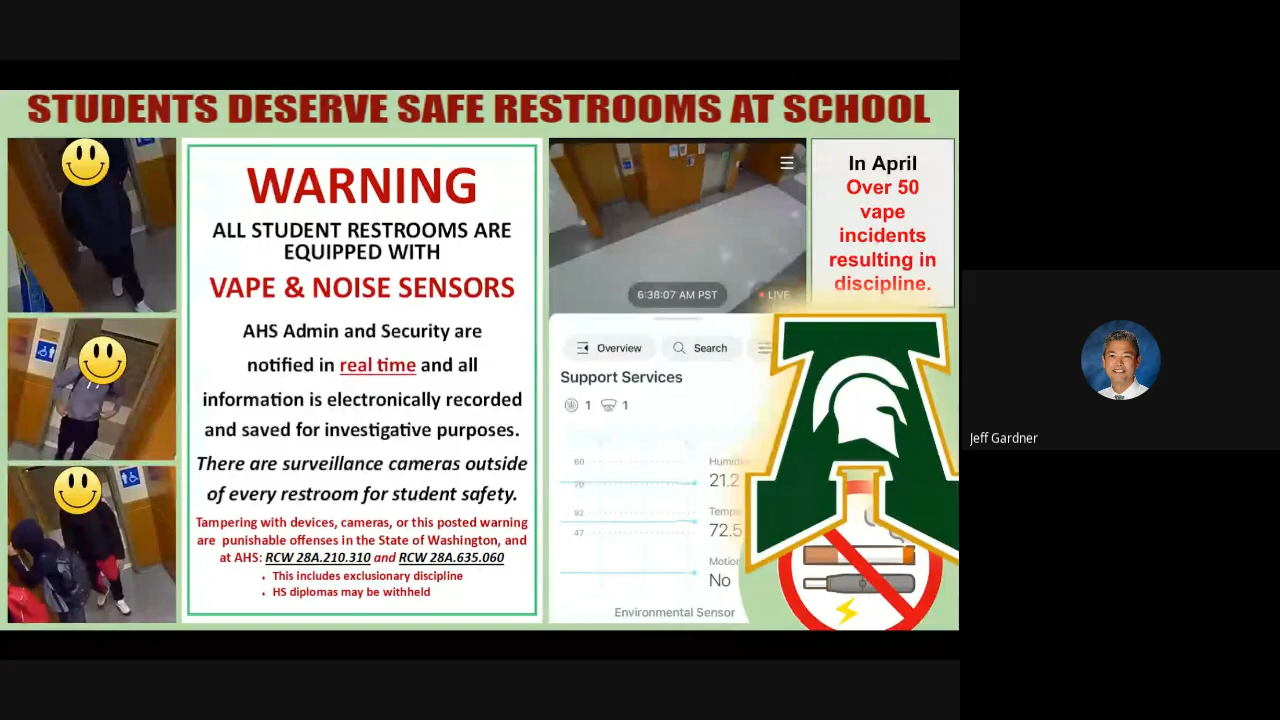 STUDENTS DESERVE SAFE RESTROOMS AT SCHOOL
WARNING
ALL STUDENT RESTROOMS ARE
EQUIPPED WITH
VAPE & NOISE SENSORS
AHS Admin and Security are
notified in real time and all
information is electronically recorded
and saved for investigative purposes.
There are surveillance cameras outside
of every restroom for student safety.
Tampering with devices, cameras, or this posted warning
are punishable offenses in the State of Washington, and
at AHS: RCW 28A.210.310 and RCW 28A.635.060
• This includes exclusionary discipline
• HS diplomas may be withheld
6:38:07 AM PST
LIVE
Overview
Search
Support Services
1
1
80
20
Humidi
21.2
92
47
Tempe
72.5
Motion
No
Environmental Sensor
In April
Over 50
vape
incidents
resulting in
discipline.
Jeff Gardner